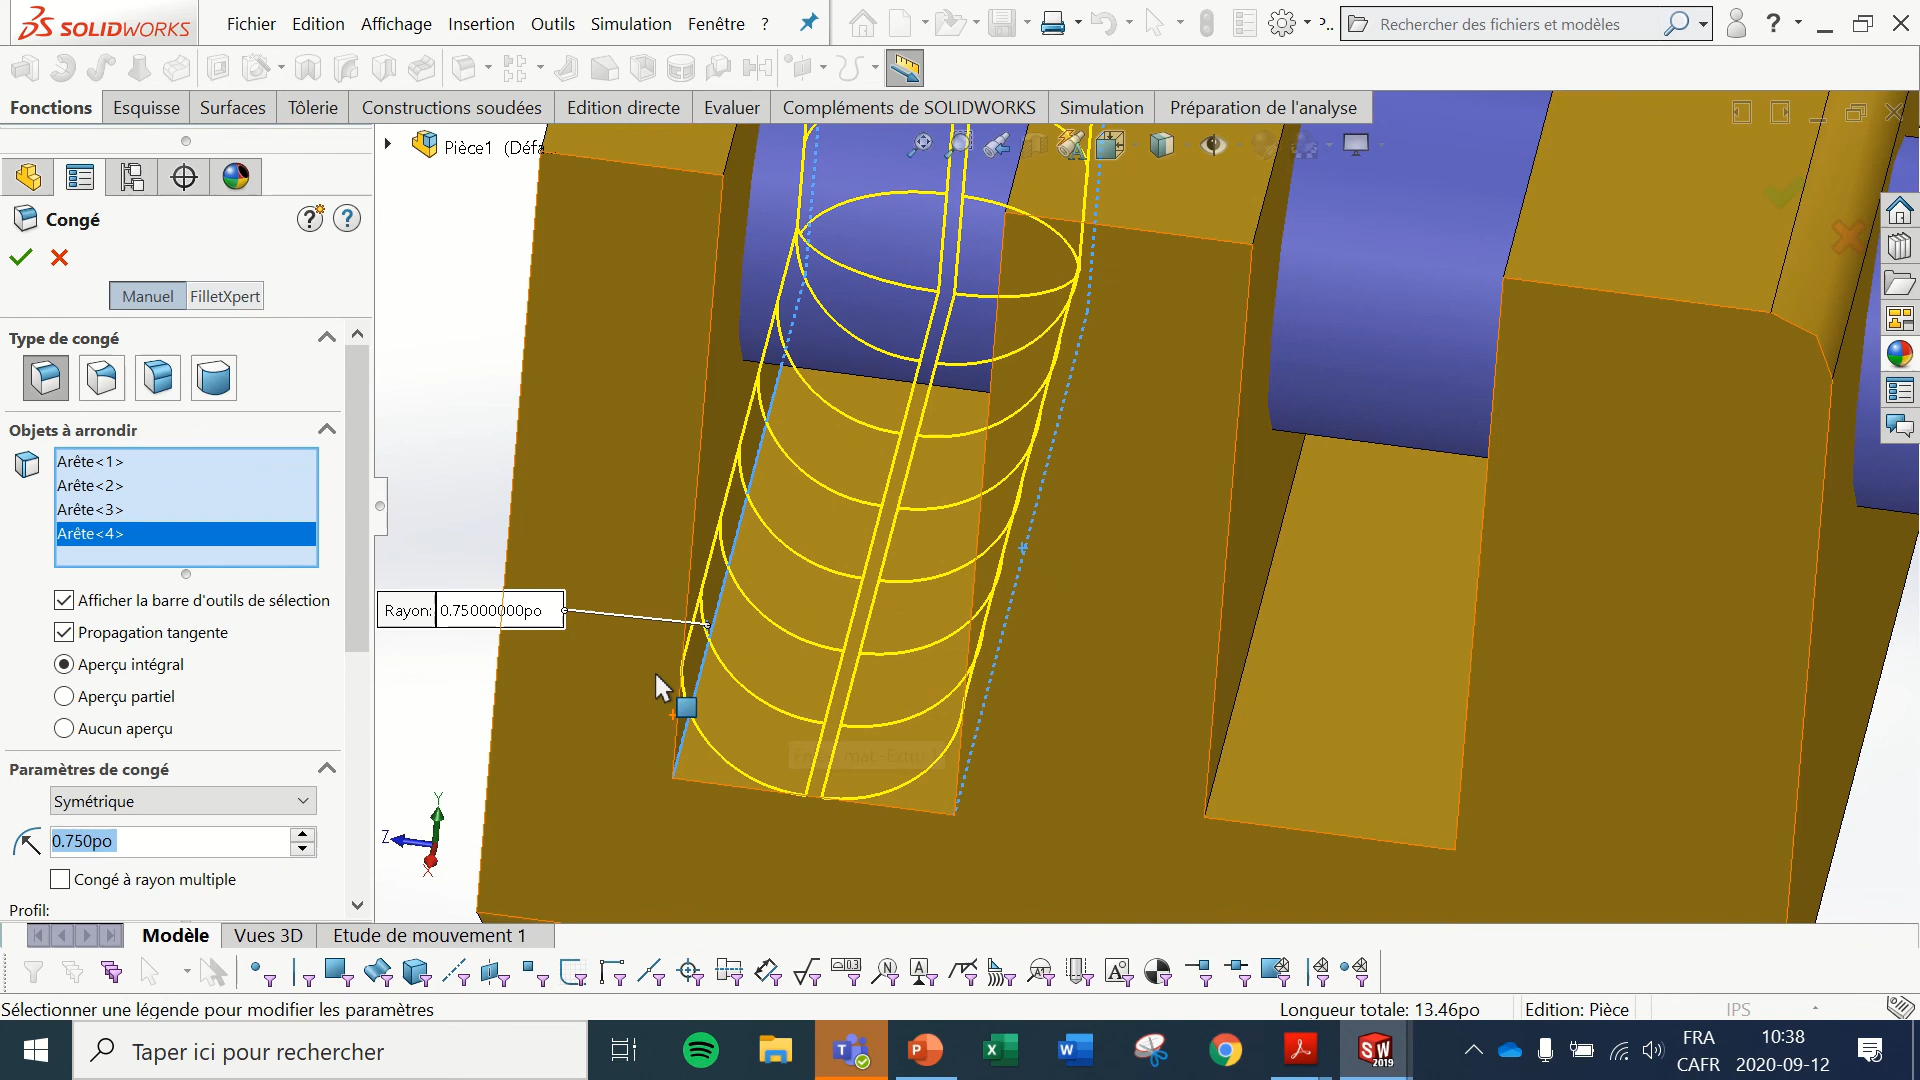 SOLIDWORKS
Fichier Edition Affichage Insertion Outils Simulation Fenêtre ?
Rechercher des fichiers et modèles
Fonctions Esquisse Surfaces Tôlerie Constructions soudées Edition directe Evaluer Compléments de SOLIDWORKS Simulation Préparation de l'analyse
Pièce1 (Défa
Congé
Manuel FilletXpert
Type de congé
Objets à arrondir
Arête<1>
Arête<2>
Arête<3>
Arête<4>
Afficher la barre d'outils de sélection
Propagation tangente
Aperçu intégral
Aperçu partiel
Aucun aperçu
Paramètres de congé
Symétrique
0.750po
Congé à rayon multiple
Profil:
Rayon: 0.75000000po
Y
Z
X
Modèle Vues 3D Etude de mouvement 1
Sélectionner une légende pour modifier les paramètres
Longueur totale: 13.46po Edition: Pièce IPS
Taper ici pour rechercher
FRA
CAFR
10:38
2020-09-12